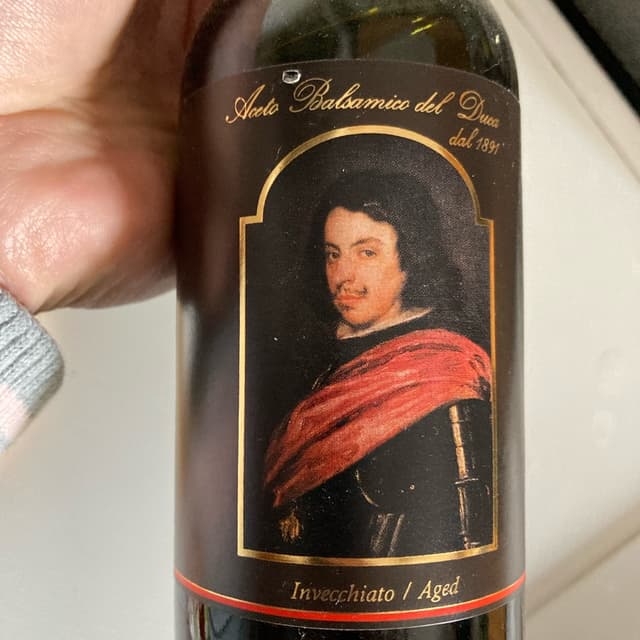 Aceto Balsamico del Duca
dal 1891
Invecchiato / Aged